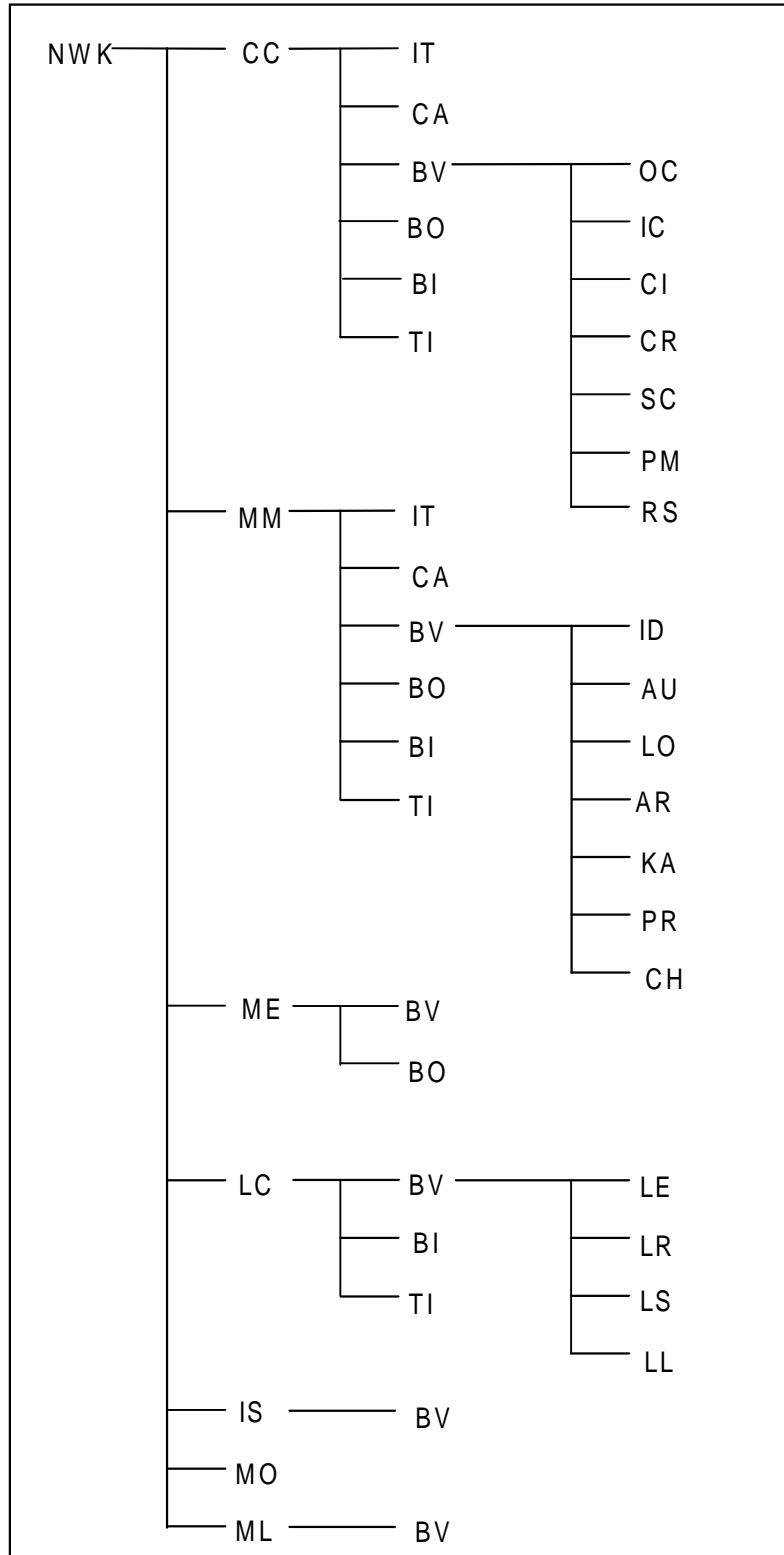 NWK CC IT
CA
BV OC
BO IC
BI CI
TI CR
SC
PM
MM IT RS
CA
BV ID
BO AU
BI LO
TI AR
KA
PR
CH
ME BV
BO
LC BV LE
BI LR
TI LS
LL
IS BV
MO
ML BV